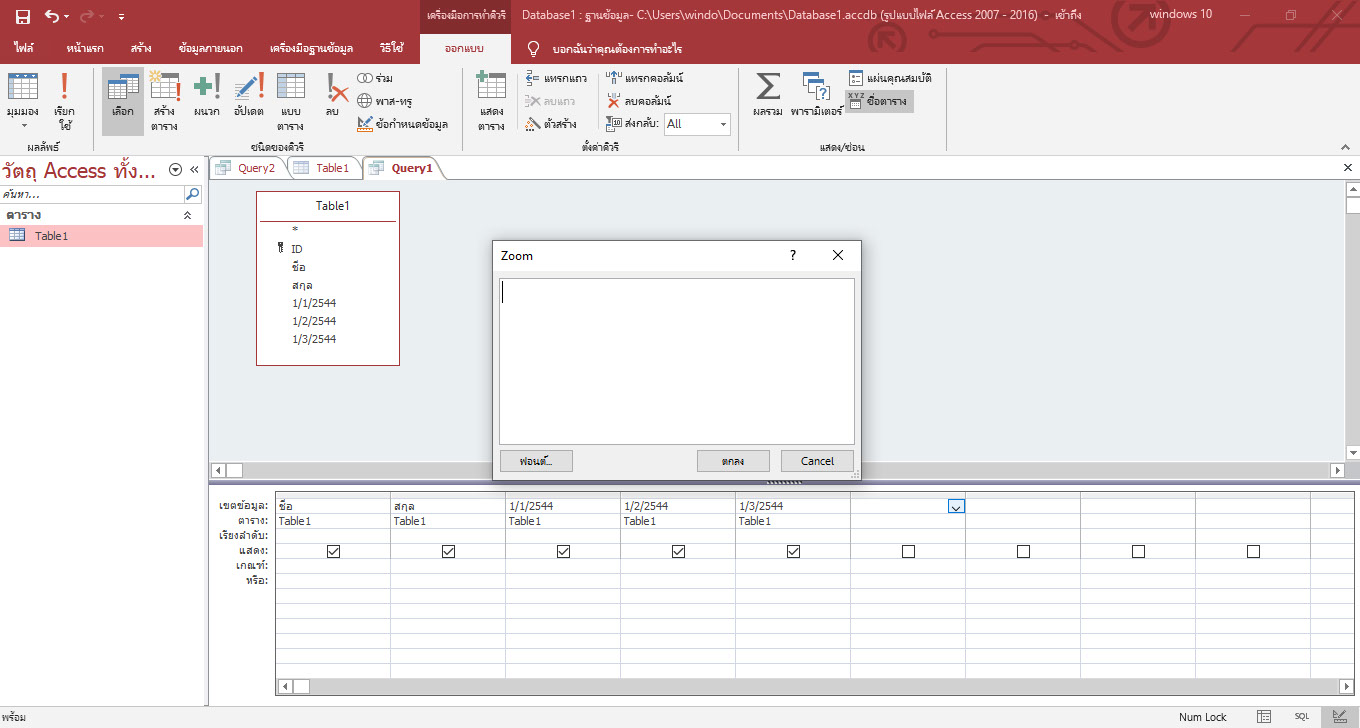 เครื่องมือการทำคิวรี Database1 : ฐานข้อมูล- C:\Users\windo\Documents\Database1.accdb (รูปแบบไฟล์ Access 2007 - 2016) - เข้าถึง windows 10
ไฟล์ หน้าแรก สร้าง ข้อมูลภายนอก เครื่องมือฐานข้อมูล วิธีใช้ ออกแบบ บอกฉันว่าคุณต้องการทำอะไร
มุมมอง
เรียก
ใช้
ผลลัพธ์
เลือก
สร้าง
ตาราง
ผนวก
อัปเดต
แบบ
ตาราง
ลบ
ร่วม
พาส-ทรู
ข้อกำหนดข้อมูล
ชนิดของคิวรี
แสดง
ตาราง
แทรกแถว
ลบแถว
ตัวสร้าง
แทรกคอลัมน์
ลบคอลัมน์
ส่งกลับ: All
ตั้งค่าคิวรี
ผลรวม
พารามิเตอร์
แผ่นคุณสมบัติ
XYZ
ชื่อตาราง
แสดง/ซ่อน
วัตถุ Access ทั้ง...
ค้นหา...
ตาราง
Table1
Query2 Table1 Query1
Table1
*
ID
ชื่อ
สกุล
1/1/2544
1/2/2544
1/3/2544
Zoom ?
ฟอนต์... ตกลง Cancel
เขตข้อมูล: ชื่อ สกุล 1/1/2544 1/2/2544 1/3/2544
ตาราง: Table1 Table1 Table1 Table1 Table1
เรียงลำดับ:
แสดง:
เกณฑ์:
หรือ:
พร้อม Num Lock SQL